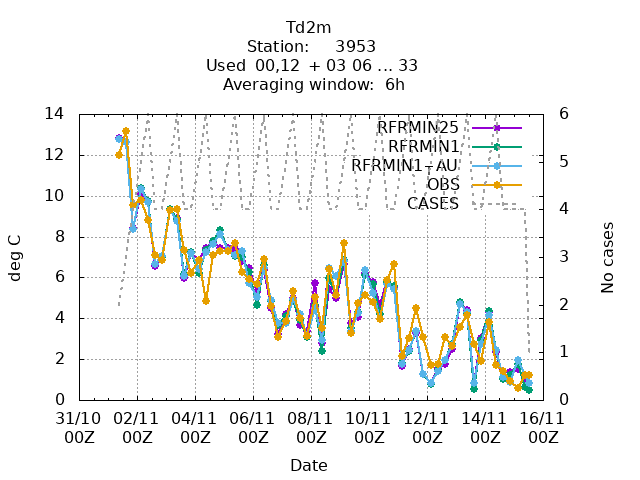 Td2m
Station: 3953
Used 00,12 + 03 06 ... 33
Averaging window: 6h
14 6
RFRMIN25
12 5
RFRMIN1
RFRMIN1-AU
OBS
10 4
CASES
8
deg C
No cases
3
6
2
4
1
2
0 0
31/10 02/11 04/11 06/11 08/11 10/11 12/11 14/11 16/11
00Z 00Z 00Z 00Z 00Z 00Z 00Z 00Z 00Z
Date